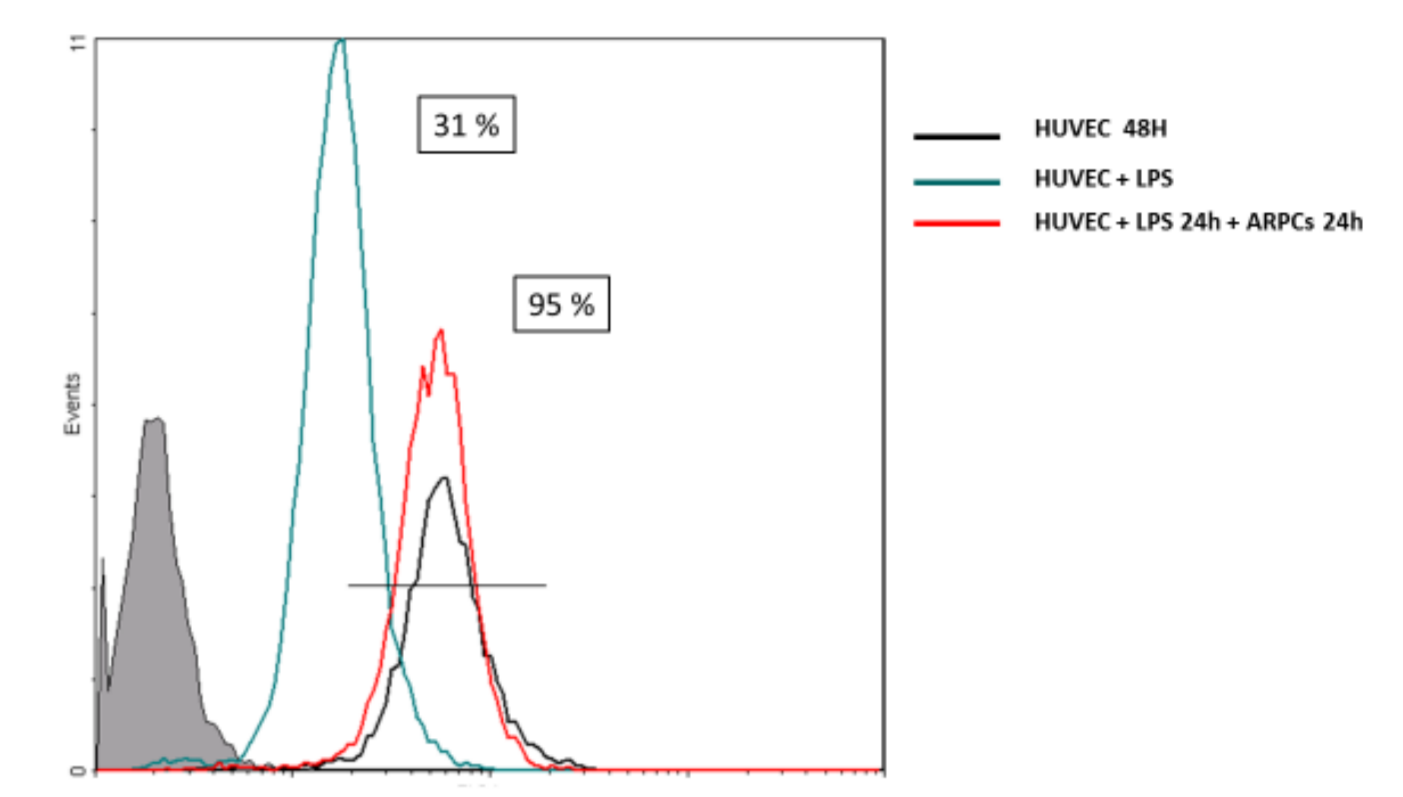 11
31 %
HUVEC 48H
HUVEC + LPS
HUVEC + LPS 24h + ARPCs 24h
95 %
Events
0